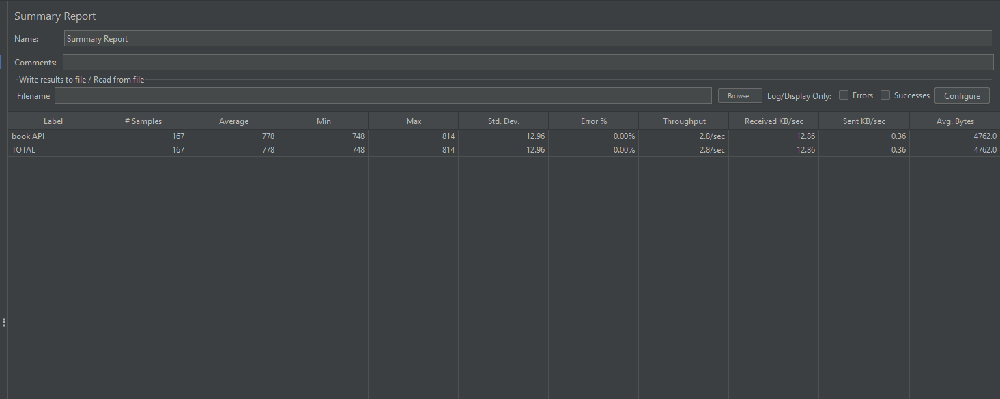 Summary Report
Name: Summary Report
Comments:
Write results to file / Read from file
Filename Browse... Log/Display Only: Errors Successes Configure
Label # Samples Average Min Max Std. Dev. Error % Throughput Received KB/sec Sent KB/sec Avg. Bytes
book API 167 778 748 814 12.96 0.00% 2.8/sec 12.86 0.36 4762.0
TOTAL 167 778 748 814 12.96 0.00% 2.8/sec 12.86 0.36 4762.0